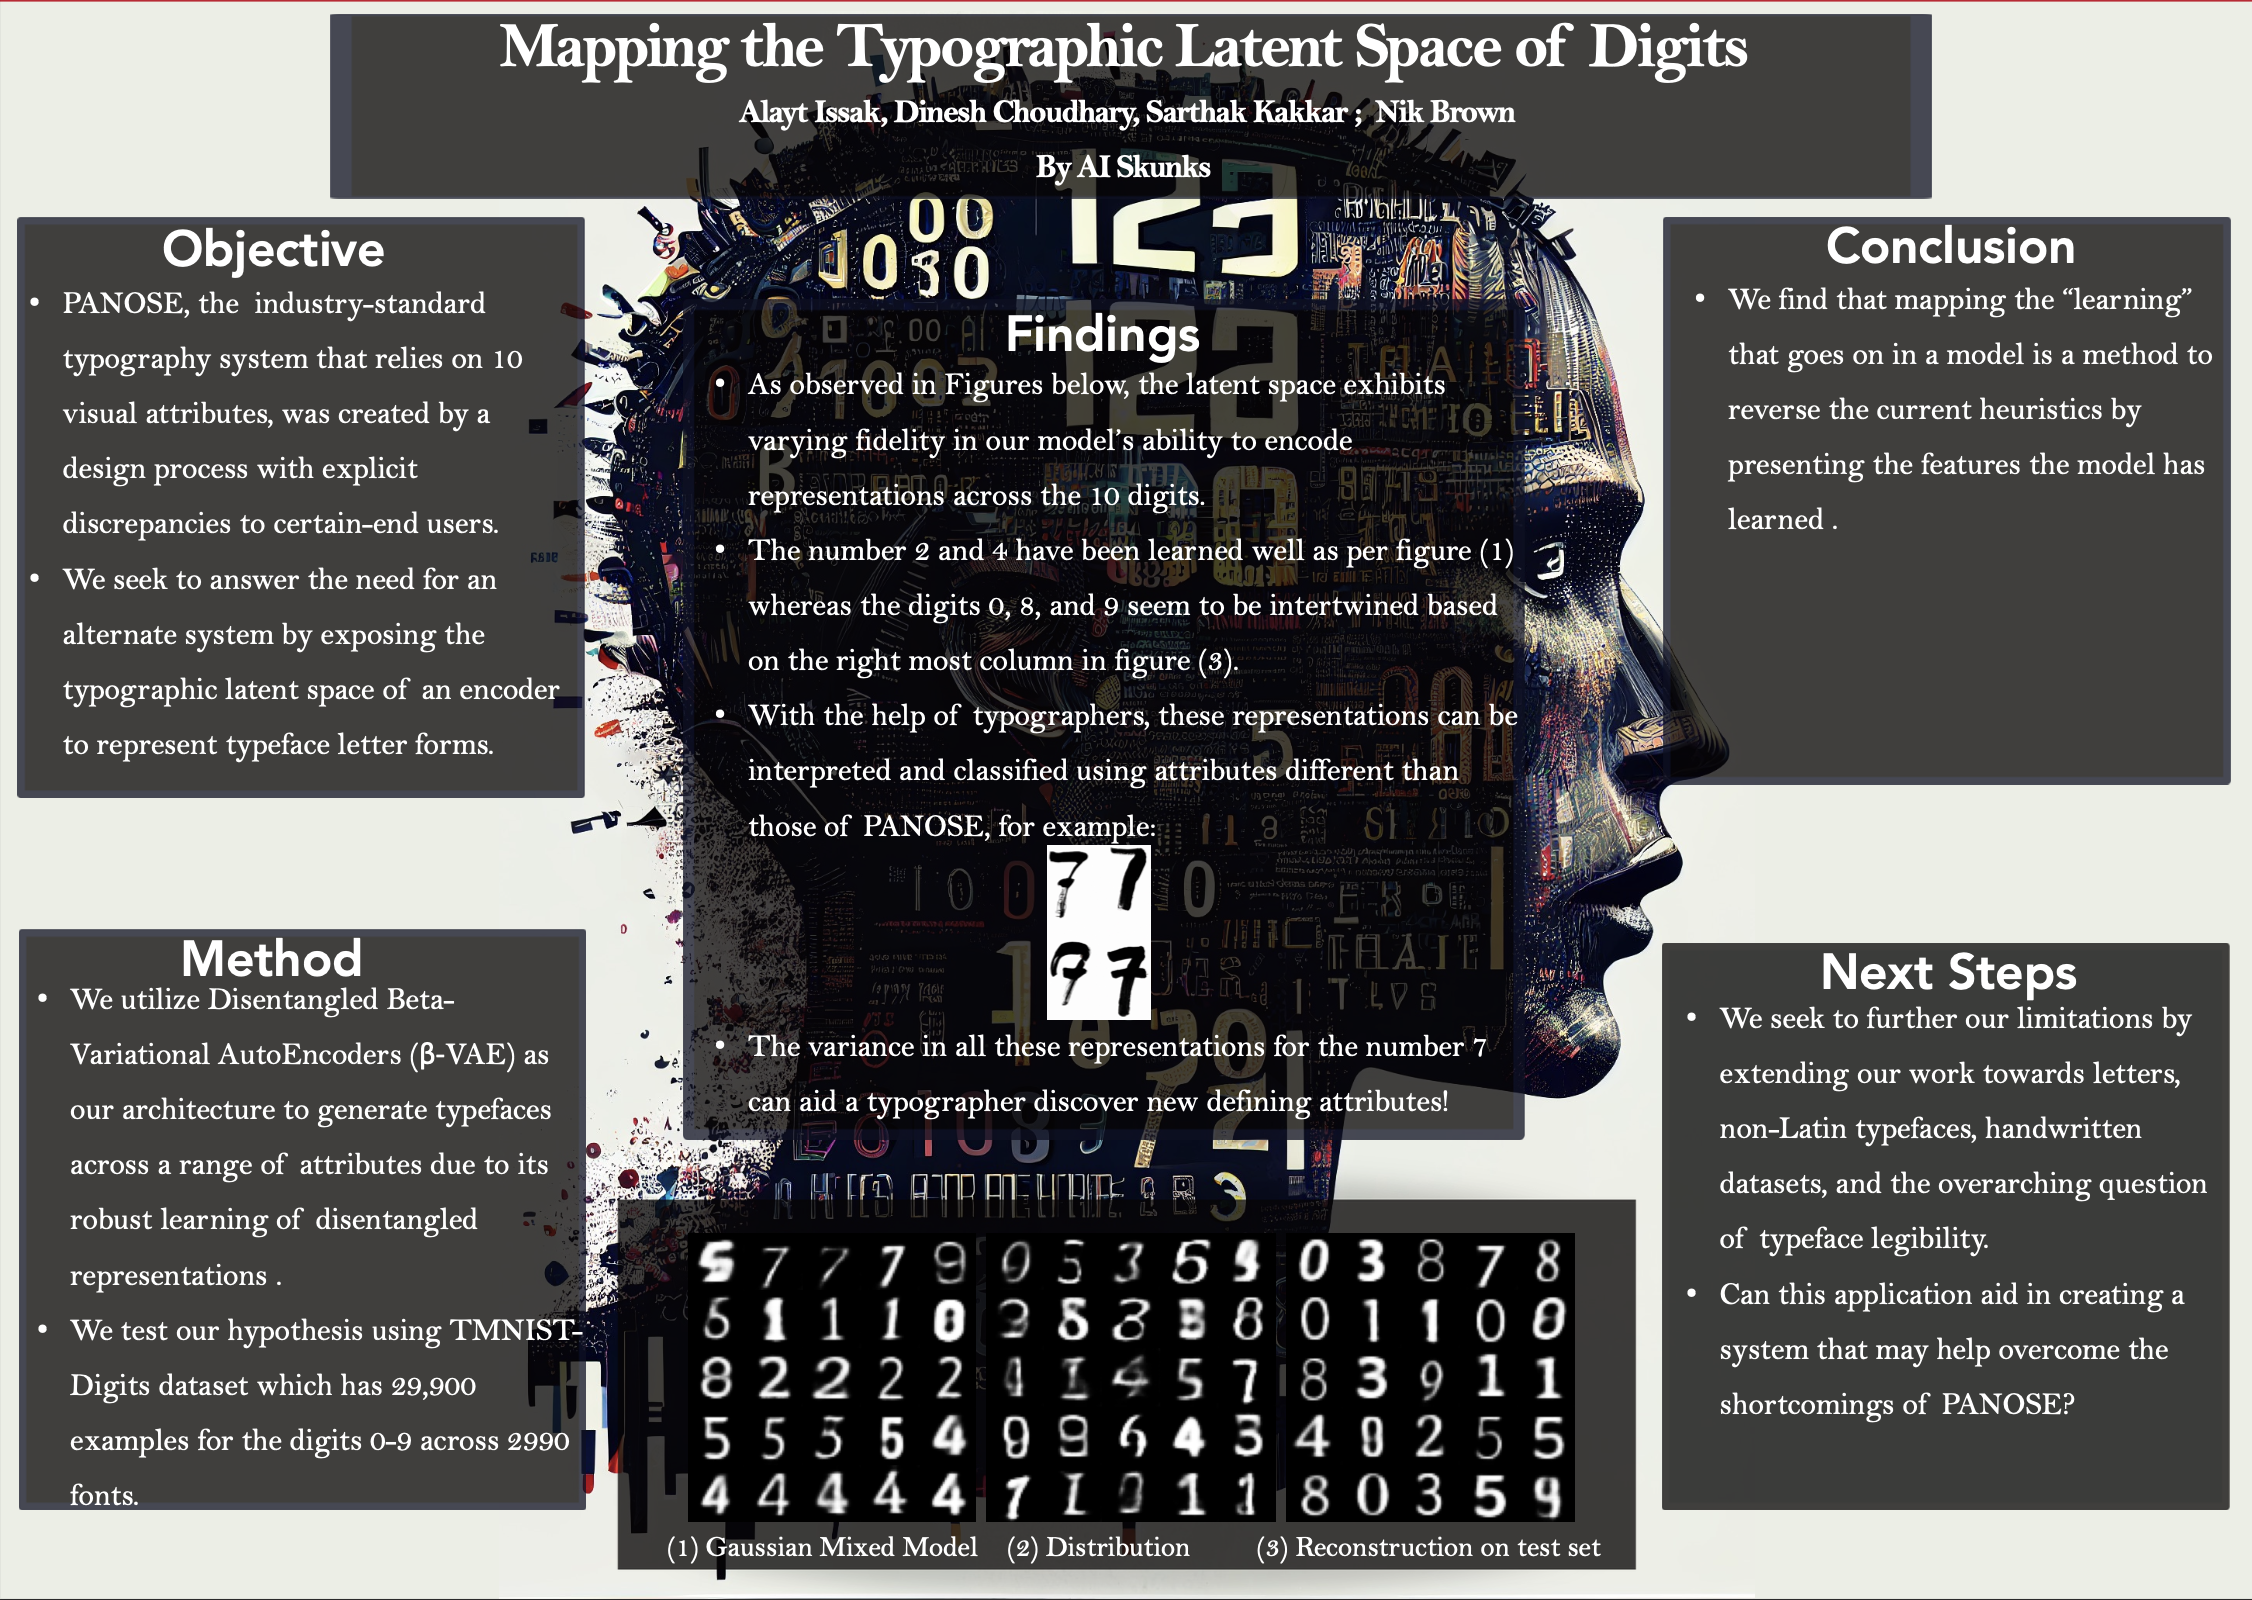 Mapping the Typographic Latent Space of Digits
Alayt Issak, Dinesh Choudhary, Sarthak Kakkar ; Nik Brown
By AI Skunks
Objective
• PANOSE, the industry-standard
typography system that relies on 10
visual attributes, was created by a
design process with explicit
discrepancies to certain-end users.
• We seek to answer the need for an
alternate system by exposing the
typographic latent space of an encoder
to represent typeface letter forms.
Method
• We utilize Disentangled Beta-
Variational AutoEncoders (β-VAE) as
our architecture to generate typefaces
across a range of attributes due to its
robust learning of disentangled
representations .
• We test our hypothesis using TMNIST-
Digits dataset which has 29,900
examples for the digits 0-9 across 2990
fonts.
123
00
Findings
• As observed in Figures below, the latent space exhibits
varying fidelity in our model's ability to encode
representations across the 10 digits.
• The number 2 and 4 have been learned well as per figure (1)
whereas the digits 0, 8, and 9 seem to be intertwined based
on the right most column in figure (3).
• With the help of typographers, these representations can be
interpreted and classified using attributes different than
those of PANOSE, for example:
7 7
7 7
• The variance in all these representations for the number 7
can aid a typographer discover new defining attributes!
7 7 7 9
1 1 1 0
8 2 2 2 2
5 5 5 5 4
4 4 4 4 4
(1) Gaussian Mixed Model
0 5 3 6
5 7
6 4 3
1 1 1 1
(2) Distribution
0 3 8 7 8
0 1 1 0 0
8 3 9 1 1
4 2 5 5
8 0 3 5 9
(3) Reconstruction on test set
Conclusion
• We find that mapping the “learning”
that goes on in a model is a method to
reverse the current heuristics by
presenting the features the model has
learned .
Next Steps
• We seek to further our limitations by
extending our work towards letters,
non-Latin typefaces, handwritten
datasets, and the overarching question
of typeface legibility.
• Can this application aid in creating a
system that may help overcome the
shortcomings of PANOSE?